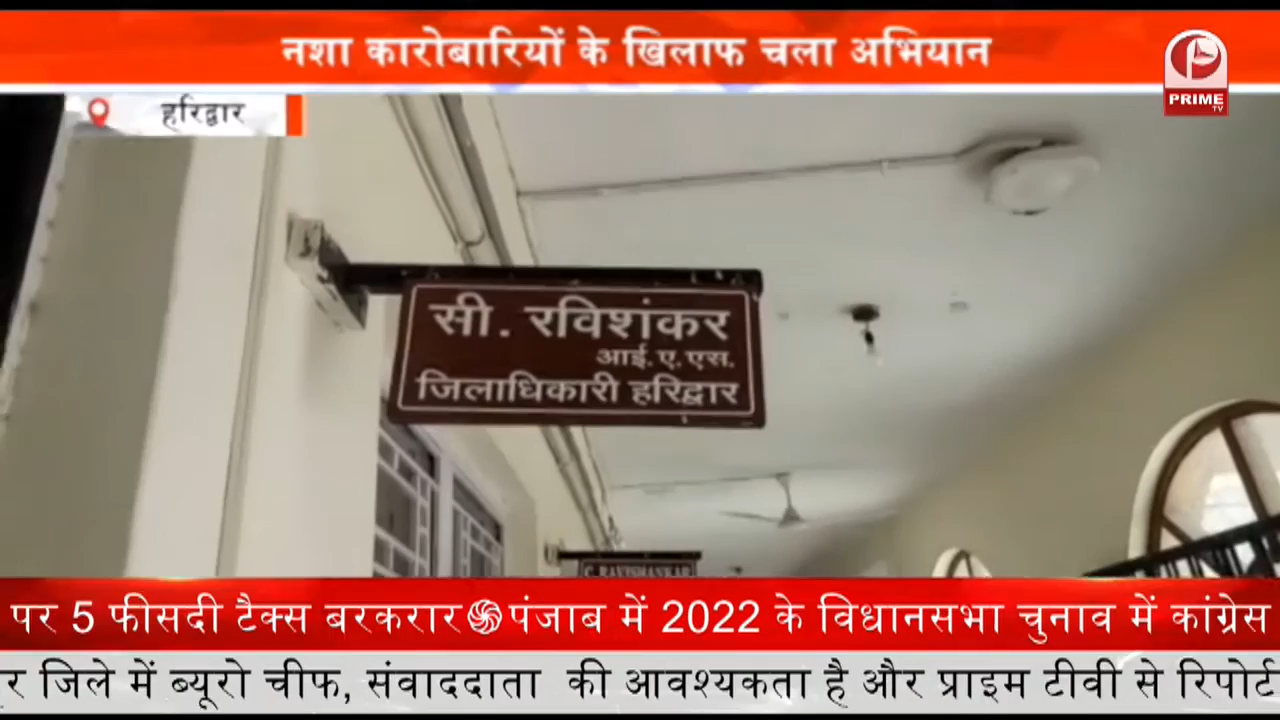 नशा कारोबारियों के खिलाफ चला अभियान
PRIME
TV
हरिद्वार
सी. रविशंकर
आई.ए.एस.
जिलाधिकारी हरिद्वार
C. RAVISHANKAR
पर 5 फीसदी टैक्स बरकरार पंजाब में 2022 के विधानसभा चुनाव में कांग्रेस
र जिले में ब्यूरो चीफ, संवाददाता की आवश्यकता है और प्राइम टीवी से रिपोर्ट